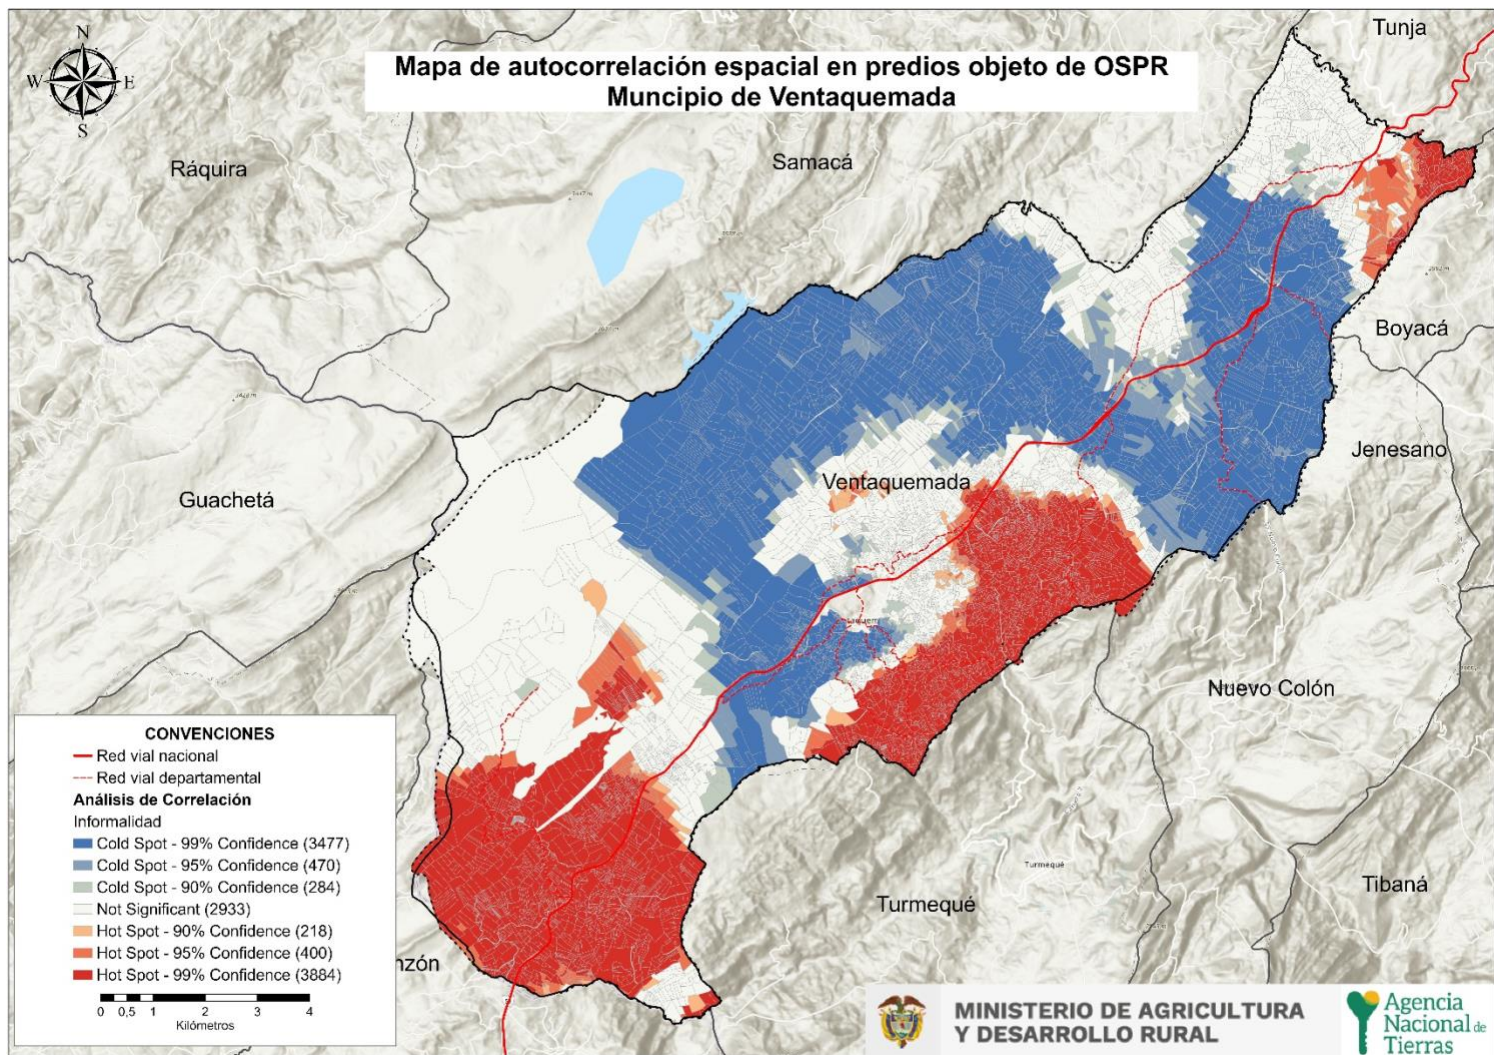 Mapa de autocorrelación espacial en predios objeto de OSPR
Muncipio de Ventaquemada
N
W E
S
Tunja
Ráquira
Samacá
Boyacá
Jenesano
Guachetá
Ventaquemada
Nuevo Colón
Turmequé
Turmequé
Tibaná
nzón
CONVENCIONES
Red vial nacional
Red vial departamental
Análisis de Correlación
Informalidad
Cold Spot - 99% Confidence (3477)
Cold Spot - 95% Confidence (470)
Cold Spot - 90% Confidence (284)
Not Significant (2933)
Hot Spot - 90% Confidence (218)
Hot Spot - 95% Confidence (400)
Hot Spot - 99% Confidence (3884)
0 0,5 1 2 3 4
Kilómetros
MINISTERIO DE AGRICULTURA
Y DESARROLLO RURAL
Agencia
Nacional de
Tierras